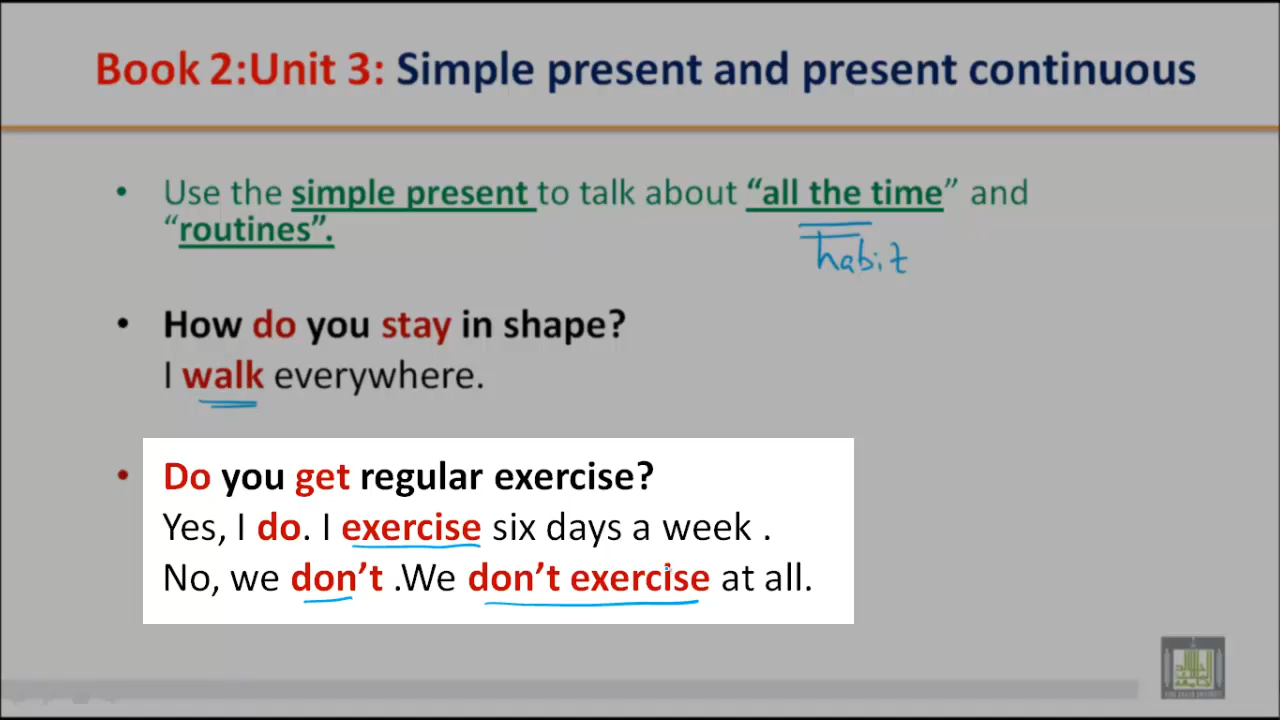 Book 2:Unit 3: Simple present and present continuous
• Use the simple present to talk about “all the time” and
“routines”.
habit
• How do you stay in shape?
I walk everywhere.
• Do you get regular exercise?
Yes, I do. I exercise six days a week .
No, we don’t .We don’t exercise at all.